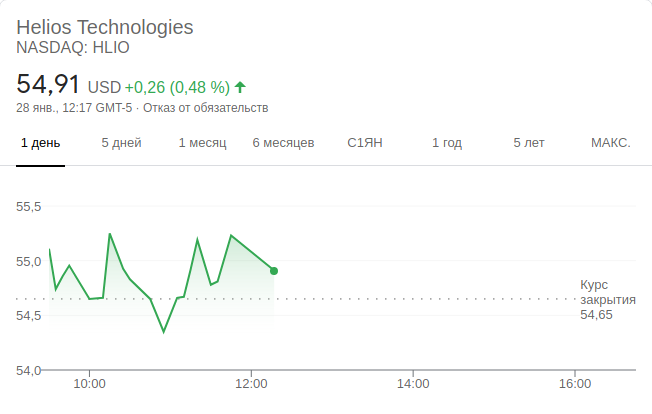 Helios Technologies
NASDAQ: HLIO
54,91 USD +0,26 (0,48 %)
28 янв., 12:17 GMT-5 · Отказ от обязательств
1 день 5 дней 1 месяц 6 месяцев С1ЯН 1 год 5 лет МАКС.
55,5
55,0
54,5
54,0
Курс
закрытия
54,65
10:00 12:00 14:00 16:00